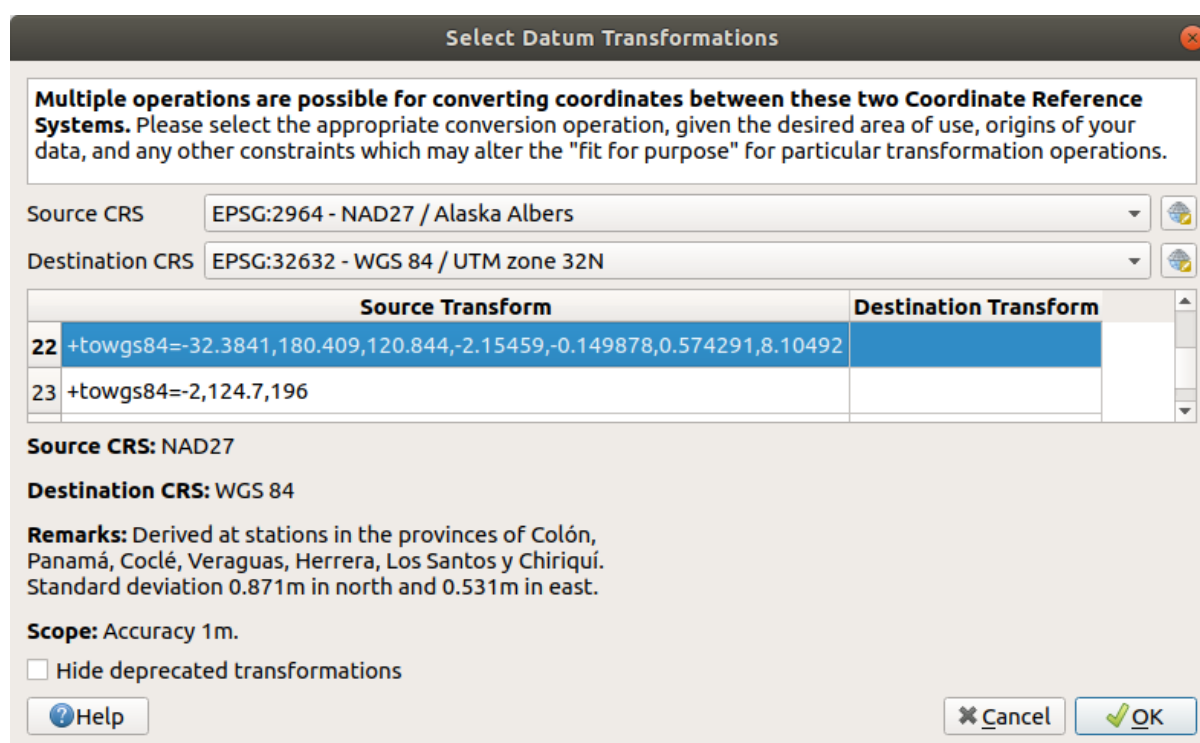 Select Datum Transformations
Multiple operations are possible for converting coordinates between these two Coordinate Reference
Systems. Please select the appropriate conversion operation, given the desired area of use, origins of your
data, and any other constraints which may alter the "fit for purpose" for particular transformation operations.
Source CRS EPSG:2964 - NAD27 / Alaska Albers
Destination CRS EPSG:32632 - WGS 84 / UTM zone 32N
Source Transform Destination Transform
22 +towgs84=-32.3841,180.409,120.844,-2.15459,-0.149878,0.574291,8.10492
23 +towgs84=-2,124.7,196
Source CRS: NAD27
Destination CRS: WGS 84
Remarks: Derived at stations in the provinces of Colón,
Panamá, Coclé, Veraguas, Herrera, Los Santos y Chiriquí.
Standard deviation 0.871m in north and 0.531m in east.
Scope: Accuracy 1m.
Hide deprecated transformations
Help Cancel OK